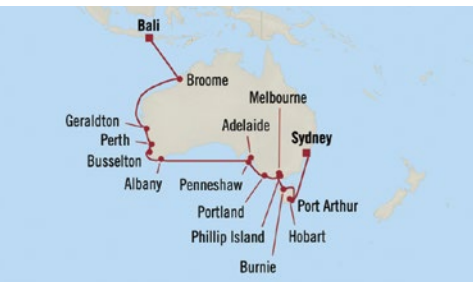 Bali
Broome
Melbourne
Geraldton
Adelaide
Sydney
Perth
Busselton
Albany
Penneshaw
Port Arthur
Portland
Phillip Island
Hobart
Burnie